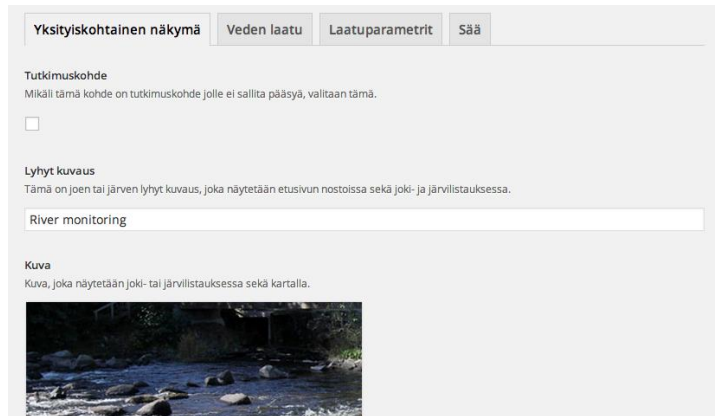 Yksityiskohtainen näkymä Veden laatu Laatuparametrit Sää
Tutkimuskohde
Mikäli tämä kohde on tutkimuskohde jolle ei sallita pääsyä, valitaan tämä.
Lyhyt kuvaus
Tämä on joen tai järven lyhyt kuvaus, joka näytetään etusivun nostoissa sekä joki- ja järvilistauksessa.
River monitoring
Kuva
Kuva, joka näytetään joki- tai järvilistauksessa sekä kartalla.